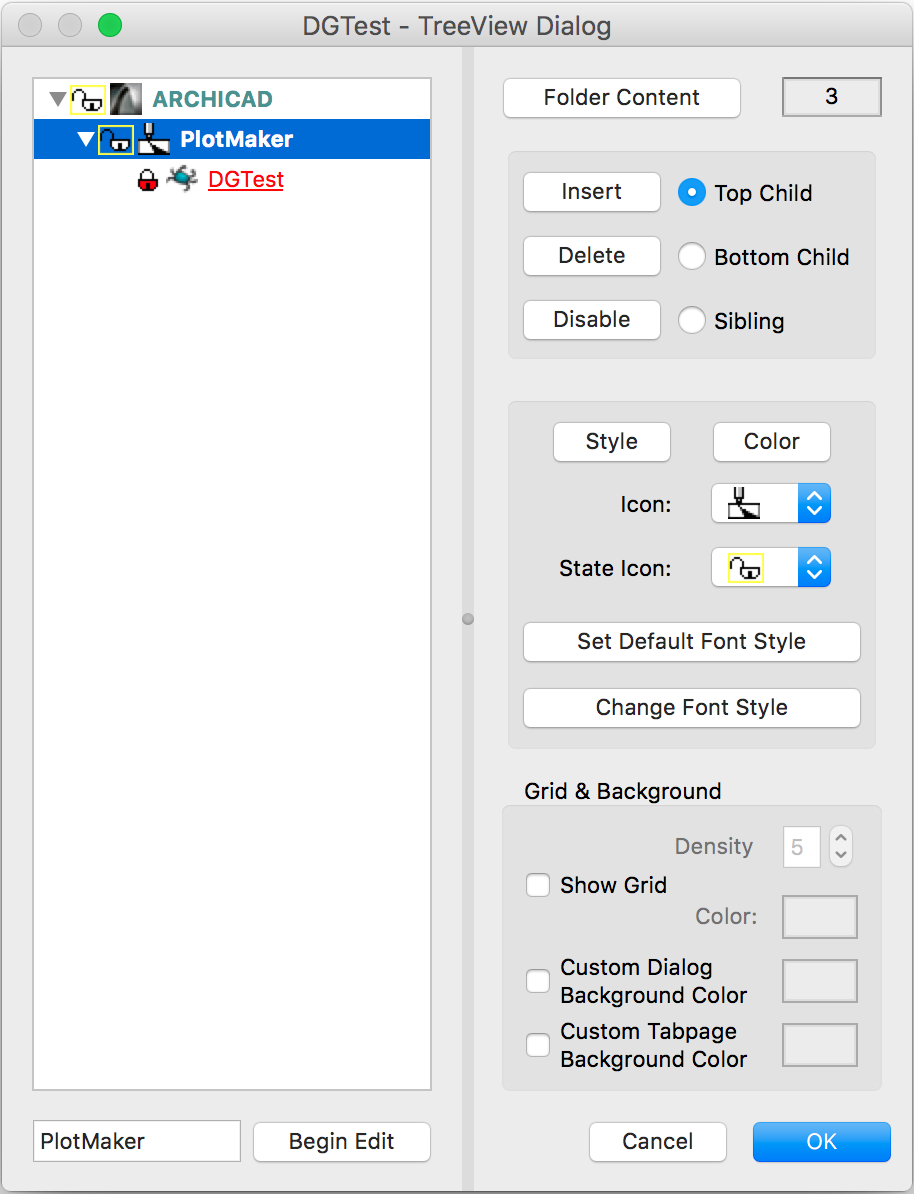 DGTest - TreeView Dialog
ARCHICAD
PlotMaker
DGTest
PlotMaker
Begin Edit
Folder Content
3
Insert
Top Child
Delete
Bottom Child
Disable
Sibling
Style
Color
Icon:
State Icon:
Set Default Font Style
Change Font Style
Grid & Background
Density
5
Show Grid
Color:
Custom Dialog
Background Color
Custom Tabpage
Background Color
Cancel
OK